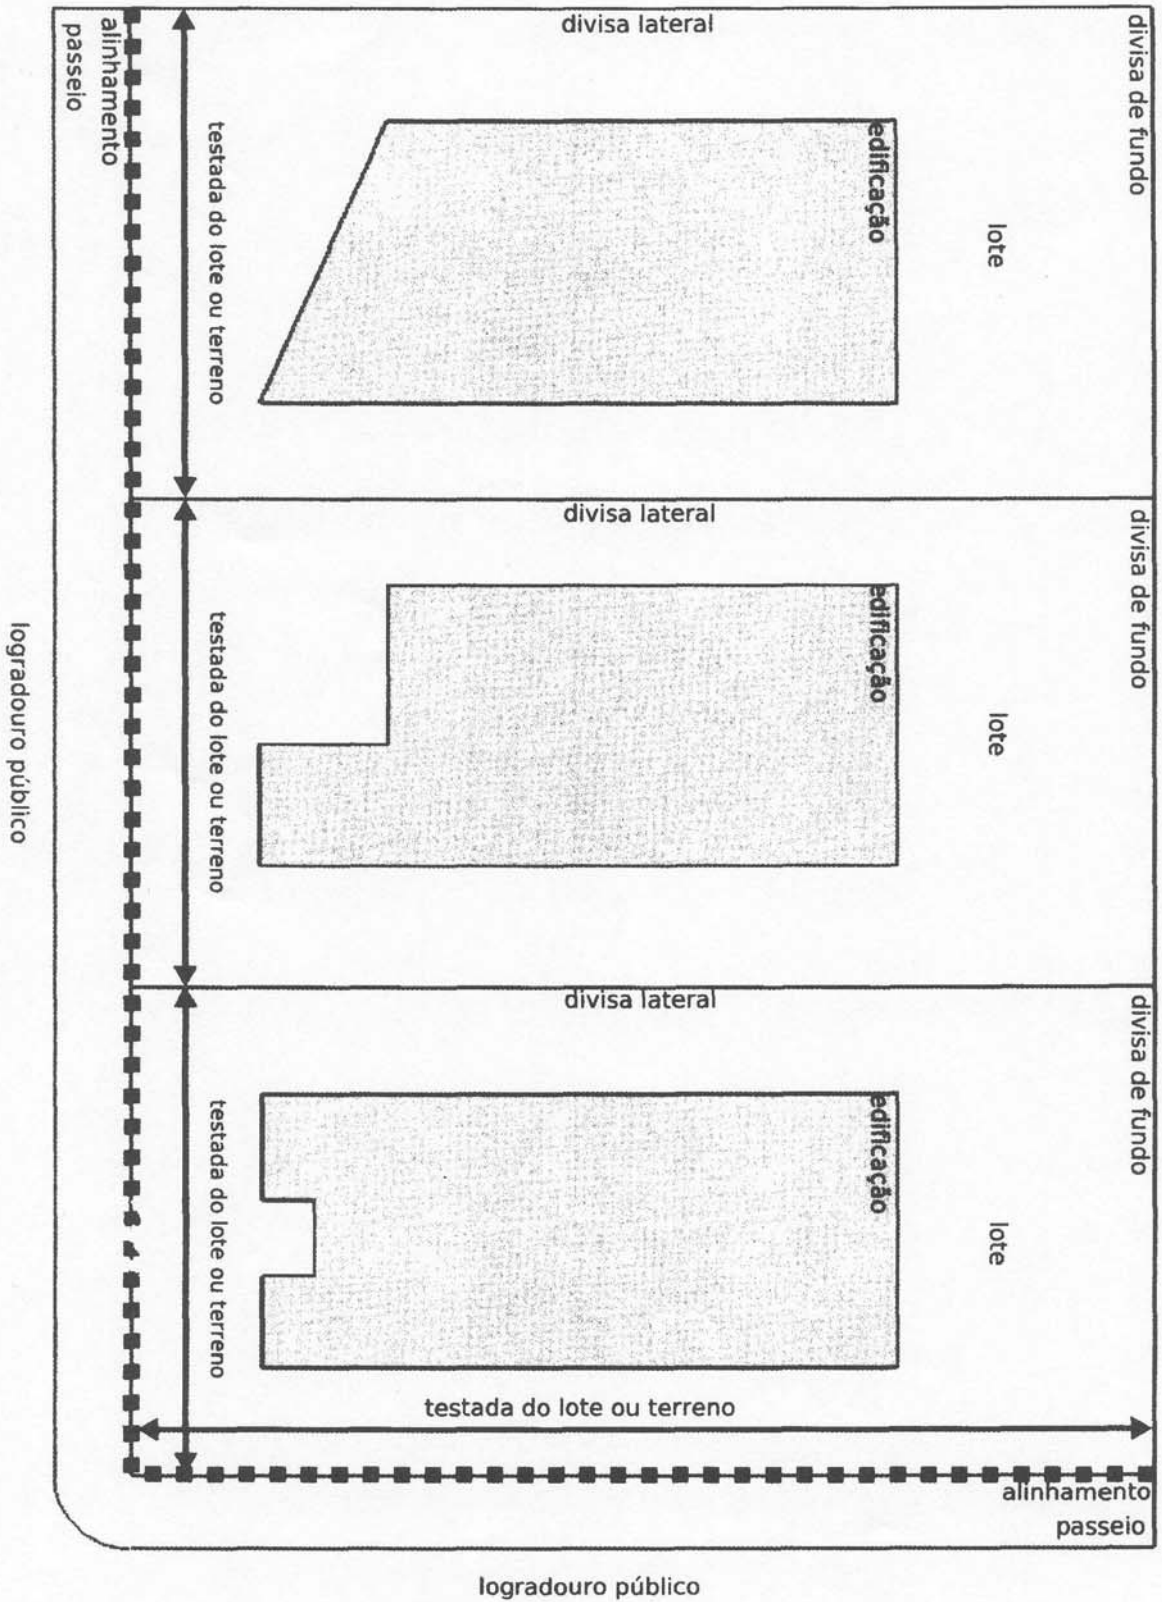 divisa lateral
divisa de fundo
alinhamento
passeio
testada do lote ou terreno
edificação
lote
divisa lateral
divisa de fundo
testada do lote ou terreno
edificação
lote
logradouro público
divisa lateral
divisa de fundo
testada do lote ou terreno
edificação
lote
testada do lote ou terreno
alinhamento
passeio
logradouro público